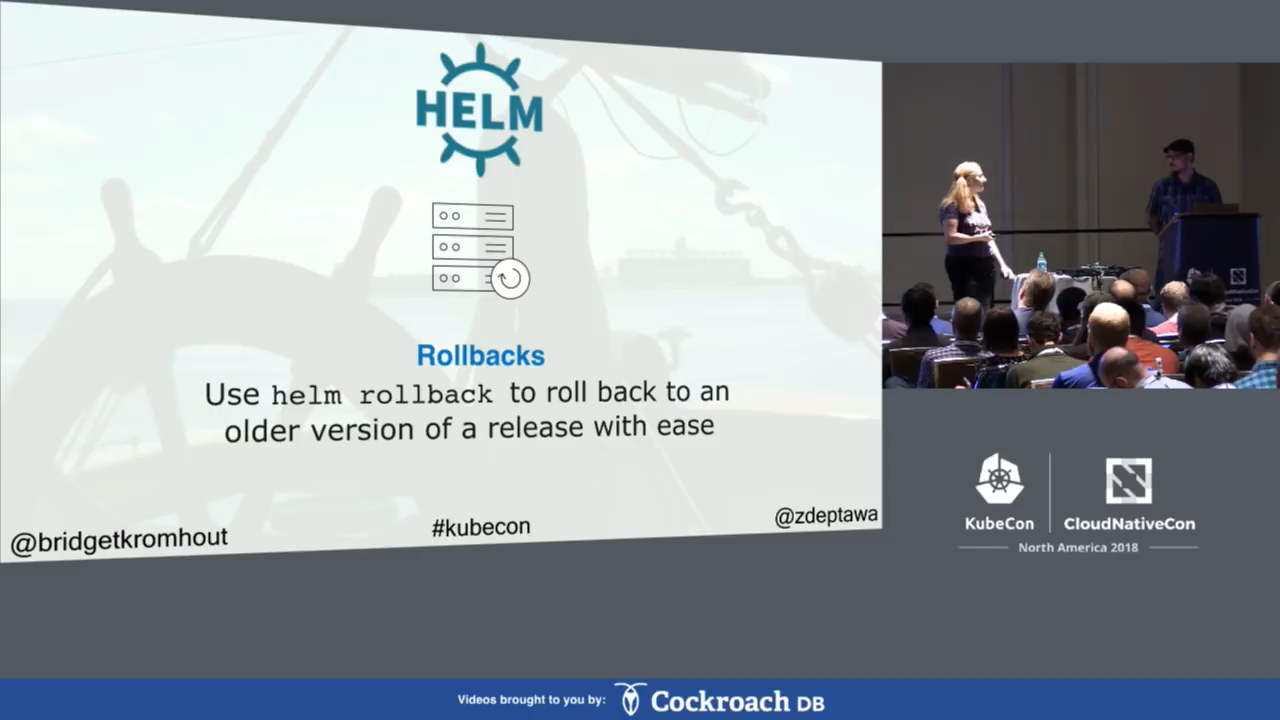 HELM
Rollbacks
Use helm rollback to roll back to an
older version of a release with ease
@bridgetkromhout
#kubecon
@zdeptawa
KubeCon
CloudNativeCon
North America 2018
Videos brought to you by:
Cockroach DB